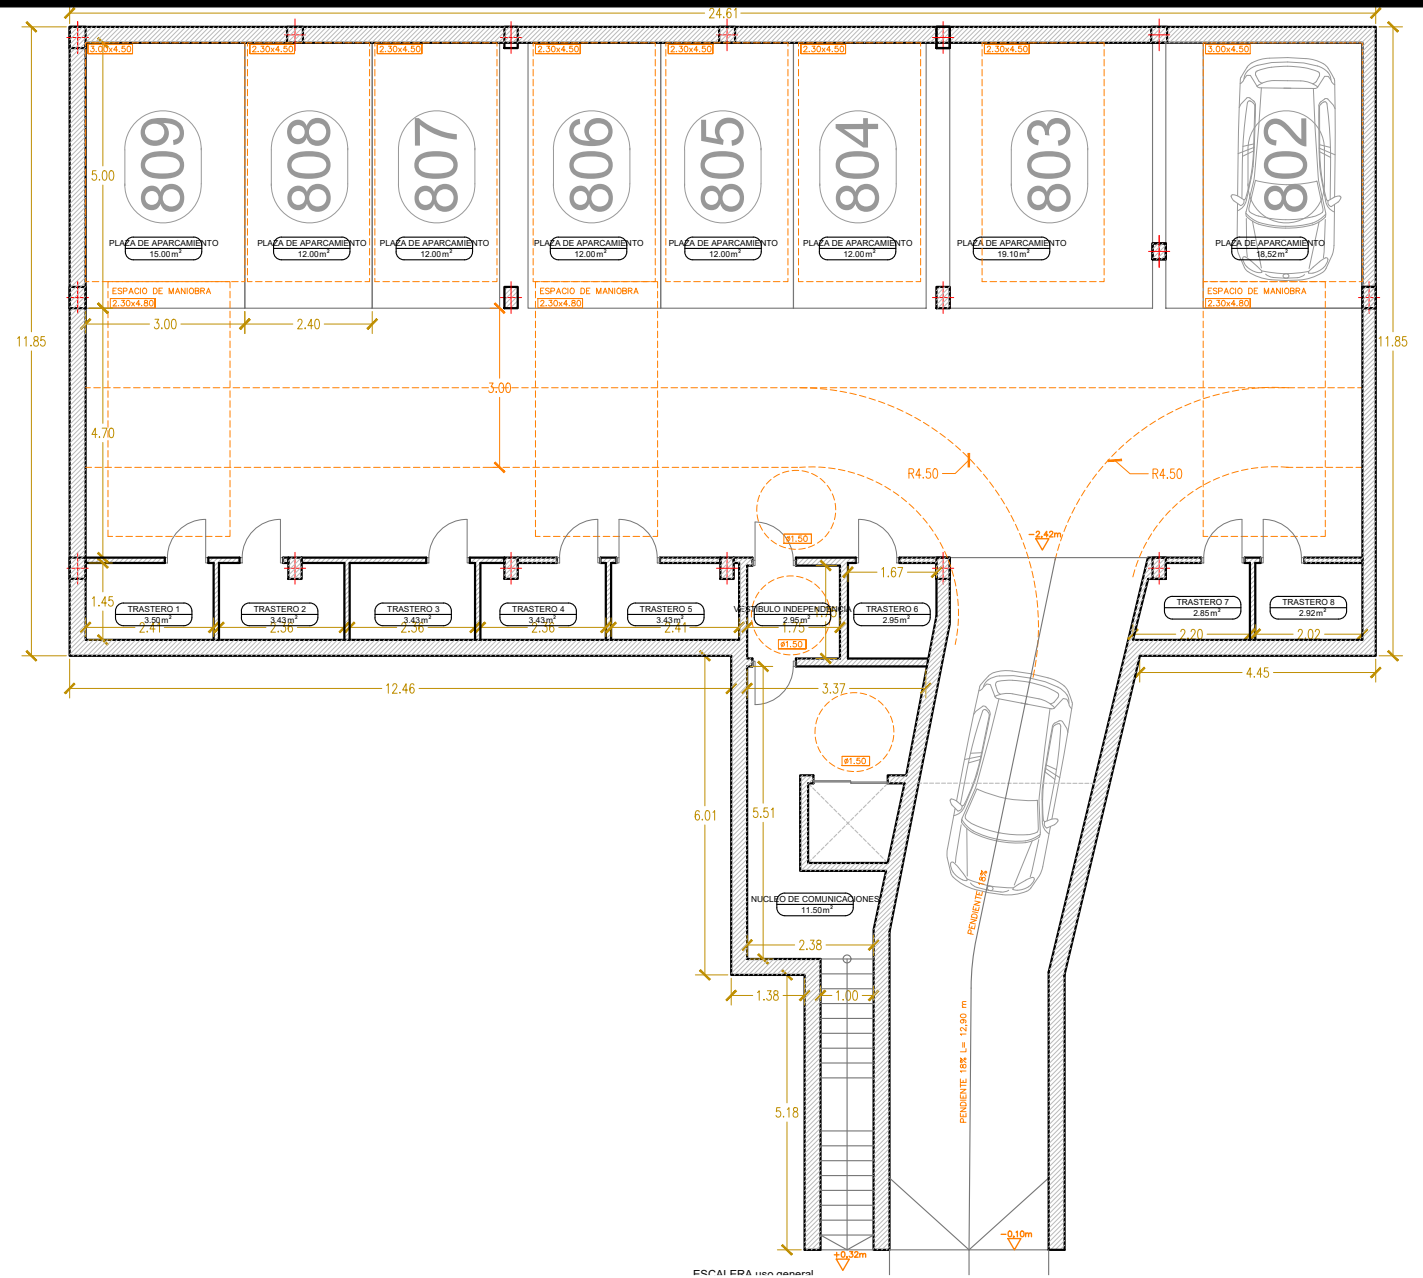 24.61
3.00x4.50
2.30x4.50
2.30x4.50
2.30x4.50
2.30x4.50
2.30x4.50
2.30x4.50
3.00x4.50
809
808
807
806
805
804
803
802
5.00
PLAZA DE APARCAMIENTO
15.00m²
PLAZA DE APARCAMIENTO
12.00m²
PLAZA DE APARCAMIENTO
12.00m²
PLAZA DE APARCAMIENTO
12.00m²
PLAZA DE APARCAMIENTO
12.00m²
PLAZA DE APARCAMIENTO
12.00m²
PLAZA DE APARCAMIENTO
19.10m²
PLAZA DE APARCAMIENTO
18,52m²
ESPACIO DE MANIOBRA
2.30x4.80
ESPACIO DE MANIOBRA
2.30x4.80
ESPACIO DE MANIOBRA
2.30x4.80
3.00
2.40
11.85
11.85
3.00
4.70
R4.50
R4.50
-2,42m
ø1.50
1.67
1.45
TRASTERO 1
3.50m²
TRASTERO 2
3.43m²
TRASTERO 3
3.43m²
TRASTERO 4
3.43m²
TRASTERO 5
3.43m²
VESTIBULO INDEPENDENCIA
2.95m²
TRASTERO 6
2.95m²
TRASTERO 7
2.85m²
TRASTERO 8
2.92m²
2.41
2.36
2.36
2.36
2.41
1.75
2.20
2.02
ø1.50
12.46
3.37
4.45
ø1.50
6.01
5.51
PENDIENTE 18%
NUCLEO DE COMUNICACIONES
11.50m²
2.38
1.38
1.00
PENDIENTE 18% L= 12,90 m
5.18
-0,10m
+0,32m
ESCALERA uso general